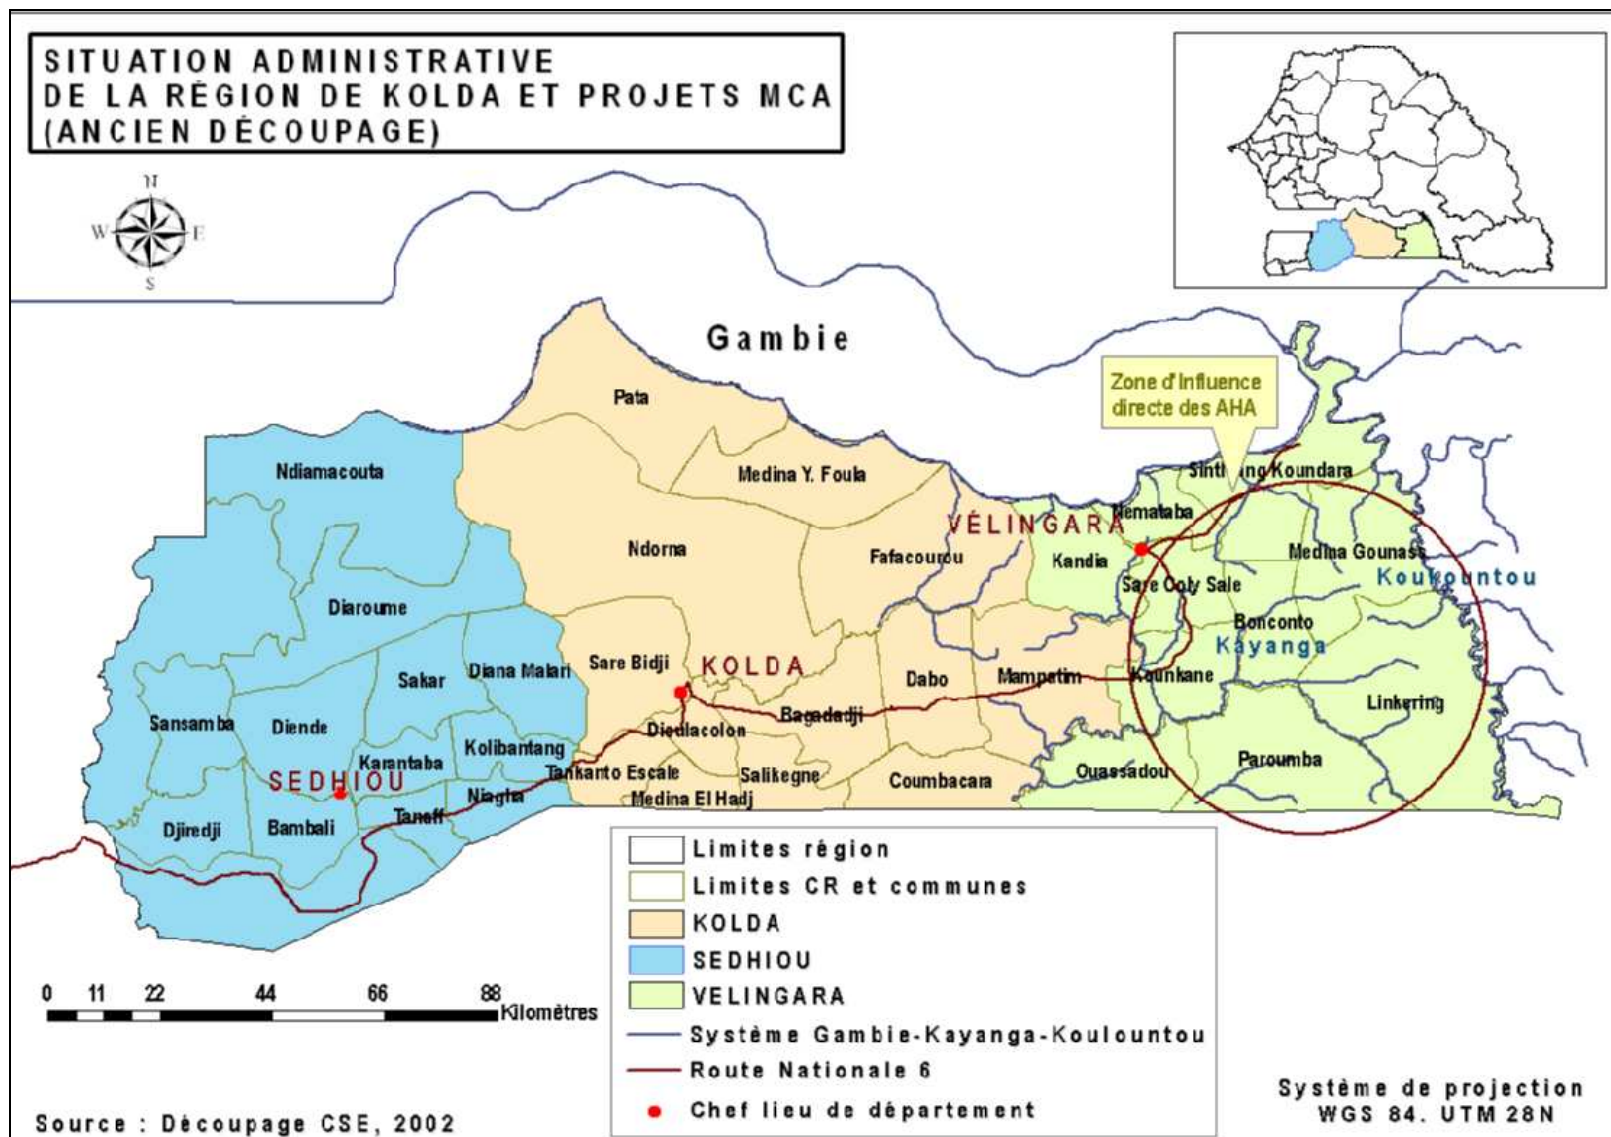 SITUATION ADMINISTRATIVE
DE LA RÉGION DE KOLDA ET PROJETS MCA
(ANCIEN DÉCOUPAGE)
N
W
E
S
Gambie
Zone d'Influence
directe des AHA
Pata
Ndiamacouta
Medina Y. Foula
Nemataba
VÉLINGARA
Ndorna
Fafacourou
Kandia
Medina Gounass
Koukountou
Sare Coly Sale
Diaroume
Bonconto
Kayanga
Sare Bidji
KOLDA
Diana Malari
Sakar
Dabo
Mampatim
Kounkane
Linkering
Sansamba
Diende
Bagadadji
Dioulacolon
Kolibantang
Karantaba
SEDHIOU
Tankanto Escale
Salikegne
Coumbacara
Ouassadou
Paroumba
Niagha
Medina El Hadj
Djiredji
Bambali
Tanaff
Limites région
Limites CR et communes
KOLDA
SEDHIOU
VELINGARA
Système Gambie-Kayanga-Koulountou
Route Nationale 6
Chef lieu de département
0 11 22 44 66 88
Kilomètres
Source : Découpage CSE, 2002
Système de projection
WGS 84. UTM 28N